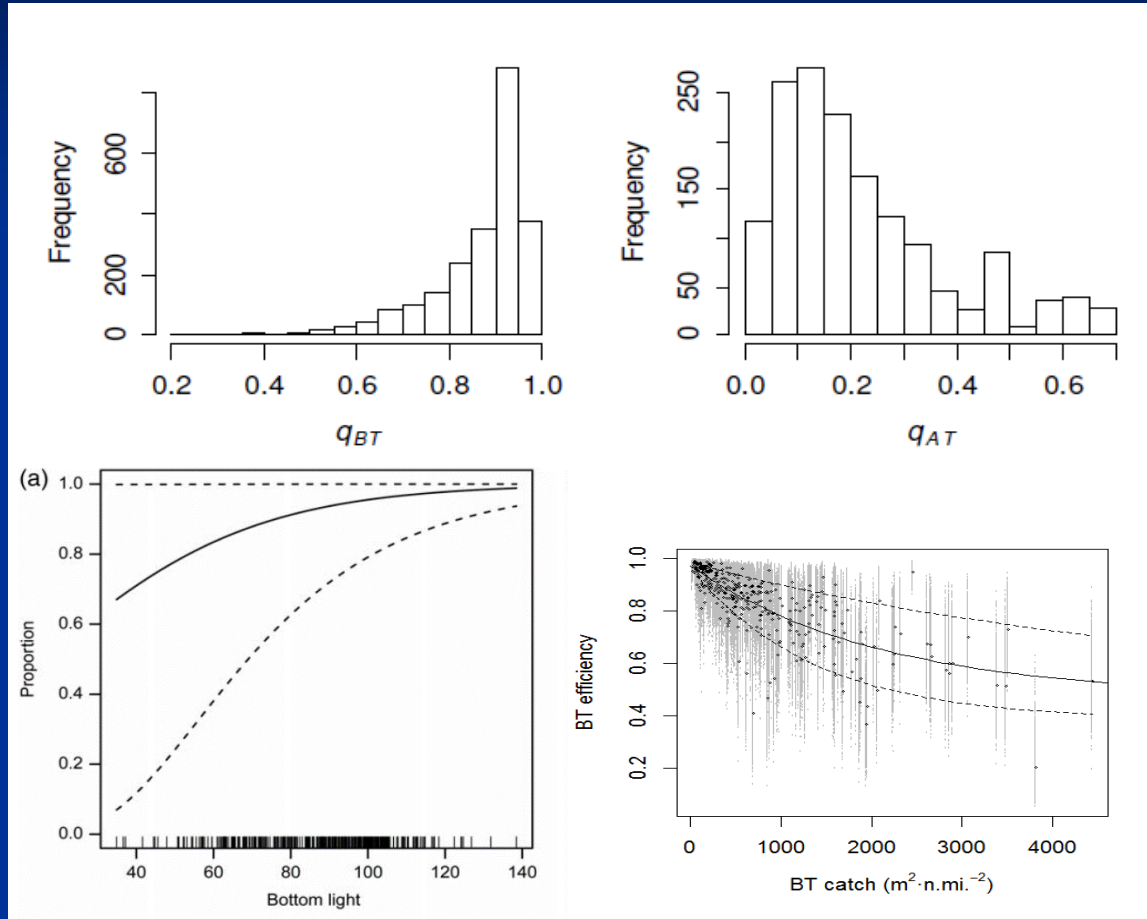 Frequency
600
200
0
0.2 0.4 0.6 0.8 1.0
q_BT
Frequency
250
150
50
0
0.0 0.2 0.4 0.6
q_AT
(a)
Proportion
1.0
0.8
0.6
0.4
0.2
0.0
40 60 80 100 120 140
Bottom light
BT efficiency
1.0
0.8
0.6
0.4
0.2
0 1000 2000 3000 4000
BT catch (m²·n.mi.⁻²)